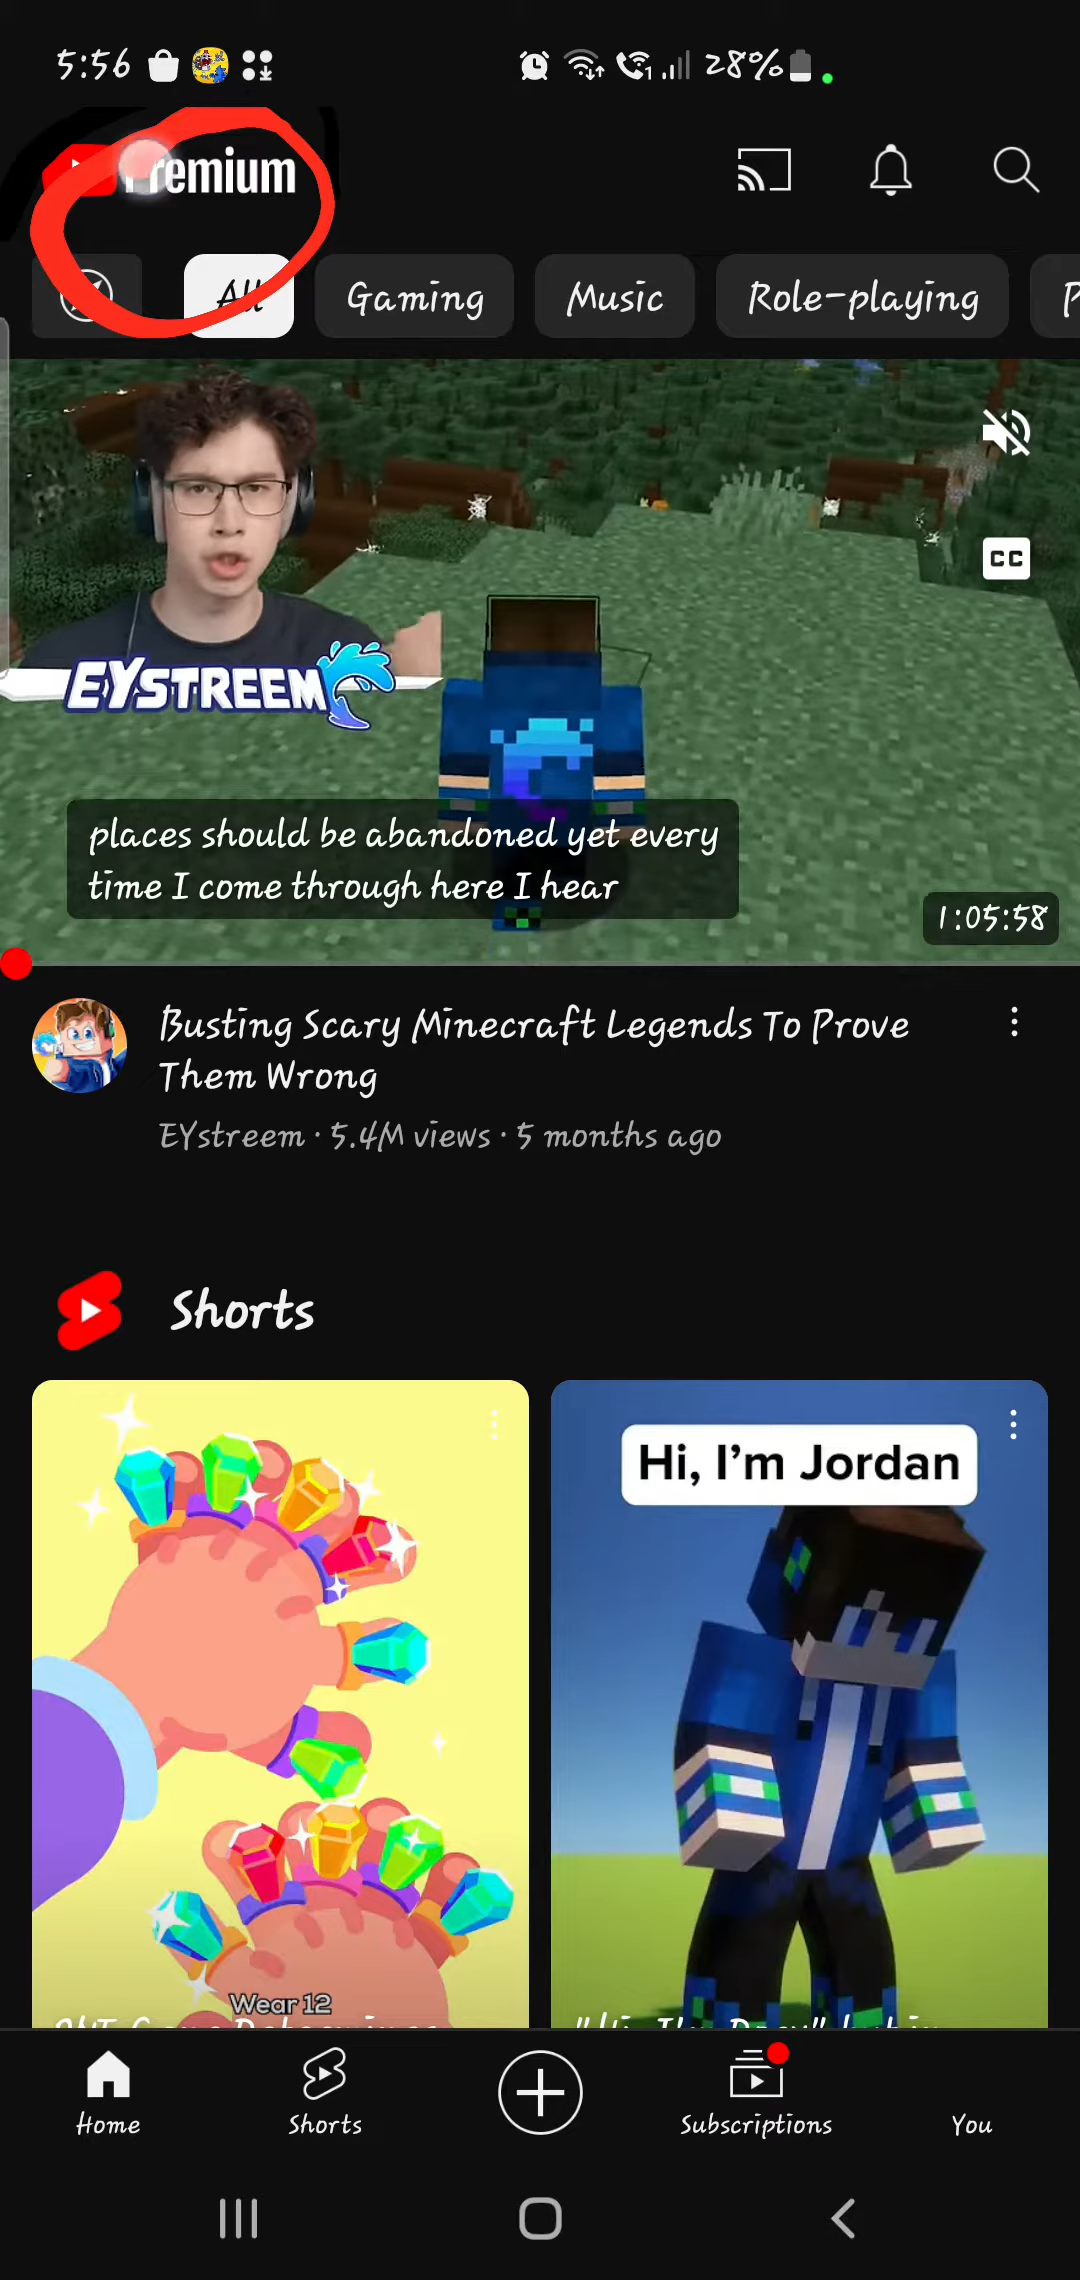 5:56
28%
Premium
All
Gaming
Music
Role-playing
CC
EYSTREEM
places should be abandoned yet every
time I come through here I hear
1:05:58
Busting Scary Minecraft Legends To Prove
Them Wrong
EYstreem · 5.4M views · 5 months ago
Shorts
Hi, I'm Jordan
Wear 12
Home
Shorts
Subscriptions
You